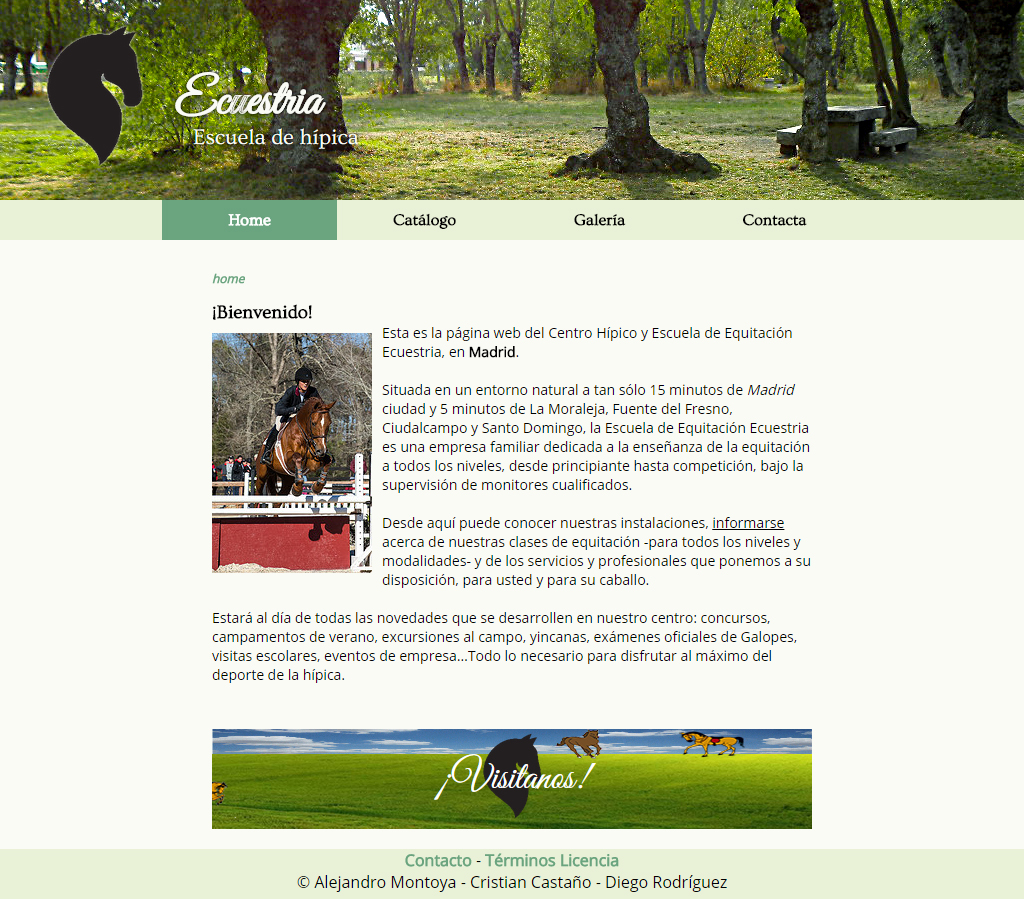 Ecuestria
Escuela de hípica
Home Catálogo Galería Contacta
home
¡Bienvenido!
Esta es la página web del Centro Hípico y Escuela de Equitación
Ecuestria, en Madrid.
Situada en un entorno natural a tan sólo 15 minutos de Madrid
ciudad y 5 minutos de La Moraleja, Fuente del Fresno,
Ciudalcampo y Santo Domingo, la Escuela de Equitación Ecuestria
es una empresa familiar dedicada a la enseñanza de la equitación
a todos los niveles, desde principiante hasta competición, bajo la
supervisión de monitores cualificados.
Desde aquí puede conocer nuestras instalaciones, informarse
acerca de nuestras clases de equitación -para todos los niveles y
modalidades- y de los servicios y profesionales que ponemos a su
disposición, para usted y para su caballo.
Estará al día de todas las novedades que se desarrollen en nuestro centro: concursos,
campamentos de verano, excursiones al campo, yincanas, exámenes oficiales de Galopes,
visitas escolares, eventos de empresa...Todo lo necesario para disfrutar al máximo del
deporte de la hípica.
¡Visitanos!
Contacto - Términos Licencia
© Alejandro Montoya - Cristian Castaño - Diego Rodríguez